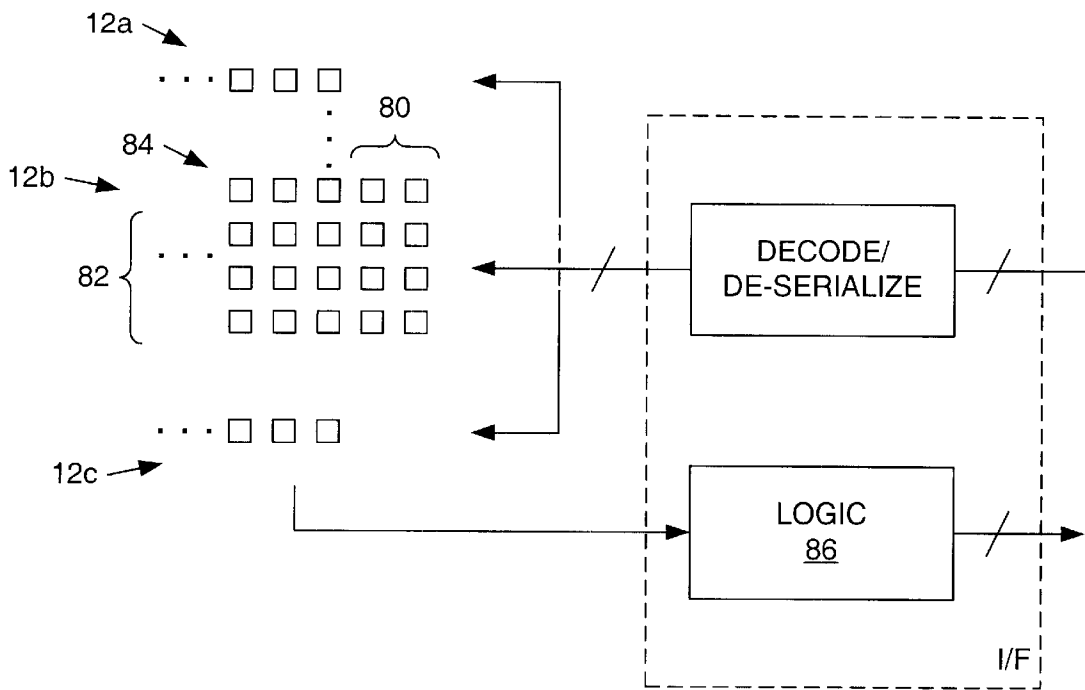 12a
80
84
12b
82
DECODE/
DE-SERIALIZE
12c
LOGIC
86
I/F